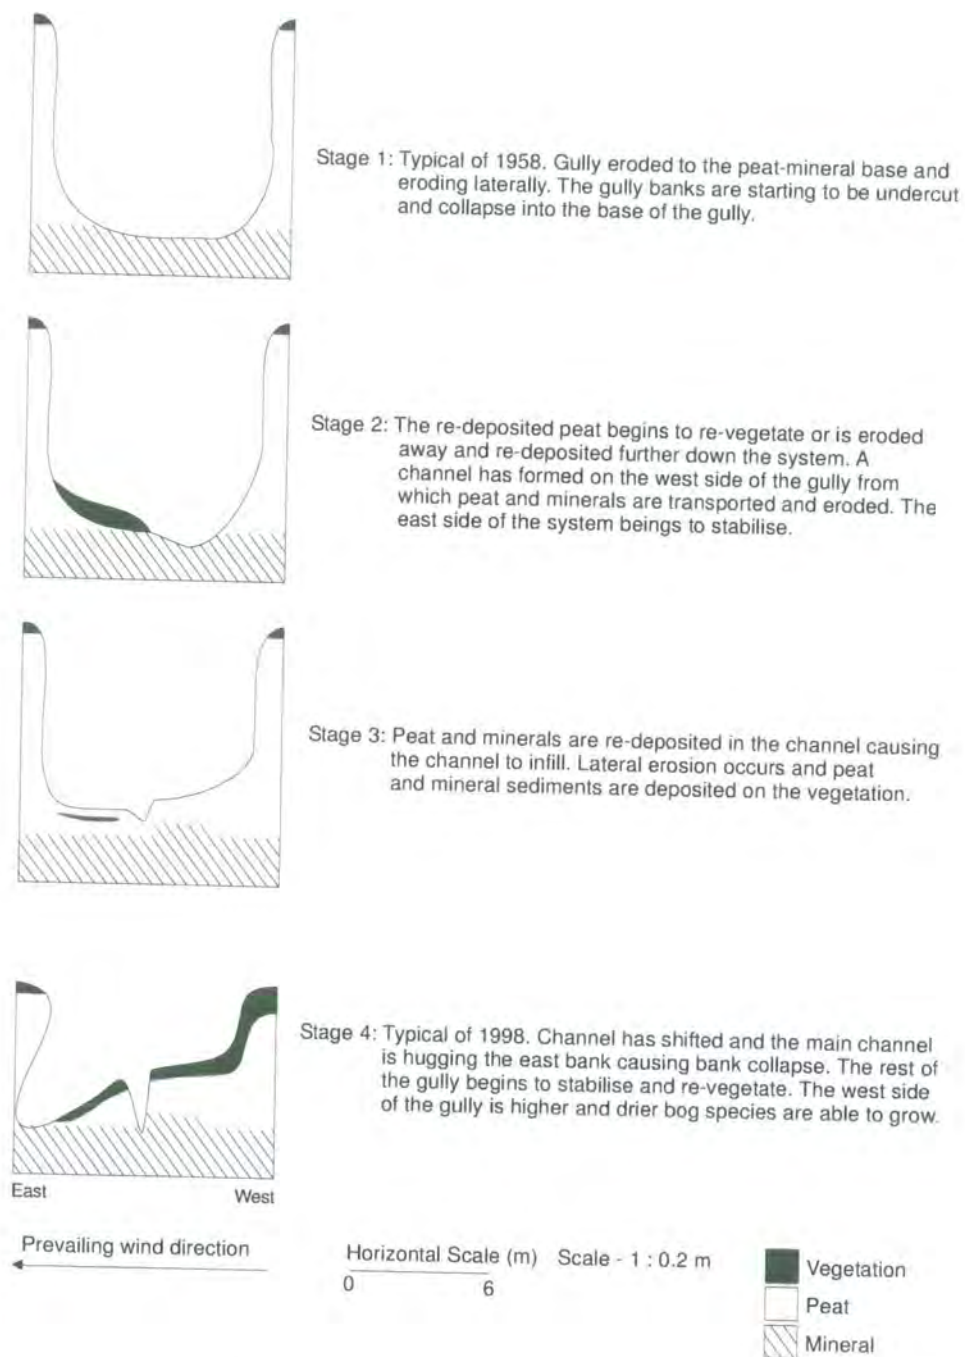 Stage 1: Typical of 1958. Gully eroded to the peat-mineral base and
eroding laterally. The gully banks are starting to be undercut
and collapse into the base of the gully.
Stage 2: The re-deposited peat begins to re-vegetate or is eroded
away and re-deposited further down the system. A
channel has formed on the west side of the gully from
which peat and minerals are transported and eroded. The
east side of the system beings to stabilise.
Stage 3: Peat and minerals are re-deposited in the channel causing
the channel to infill. Lateral erosion occurs and peat
and mineral sediments are deposited on the vegetation.
Stage 4: Typical of 1998. Channel has shifted and the main channel
is hugging the east bank causing bank collapse. The rest of
the gully begins to stabilise and re-vegetate. The west side
of the gully is higher and drier bog species are able to grow.
East West
Prevailing wind direction
Horizontal Scale (m) Scale - 1 : 0.2 m
0 6
Vegetation
Peat
Mineral